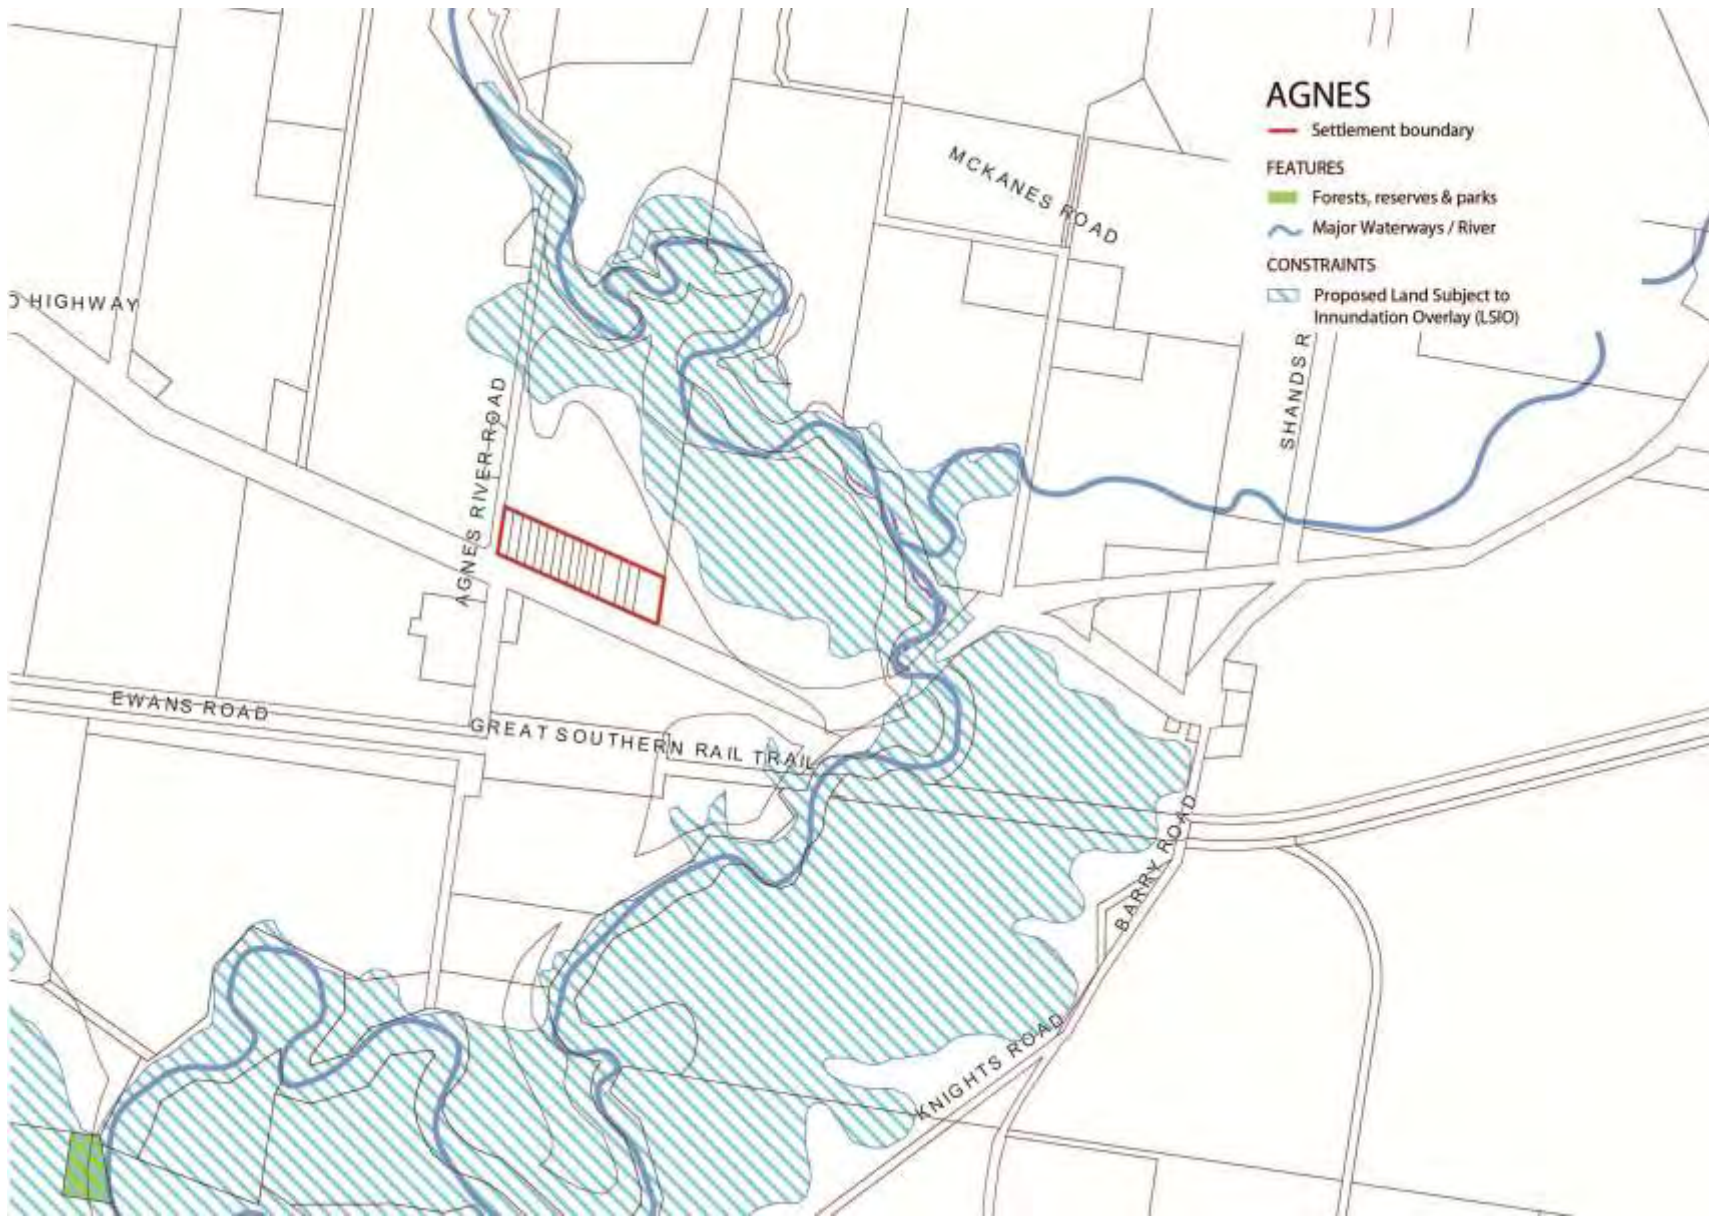 AGNES
Settlement boundary
FEATURES
Forests, reserves & parks
Major Waterways / River
CONSTRAINTS
Proposed Land Subject to
Innundation Overlay (LSIO)
MCKANES ROAD
HIGHWAY
SHANDS R
AGNES RIVER ROAD
EWANS ROAD
GREAT SOUTHERN RAIL TRAIL
BARRY ROAD
KNIGHTS ROAD